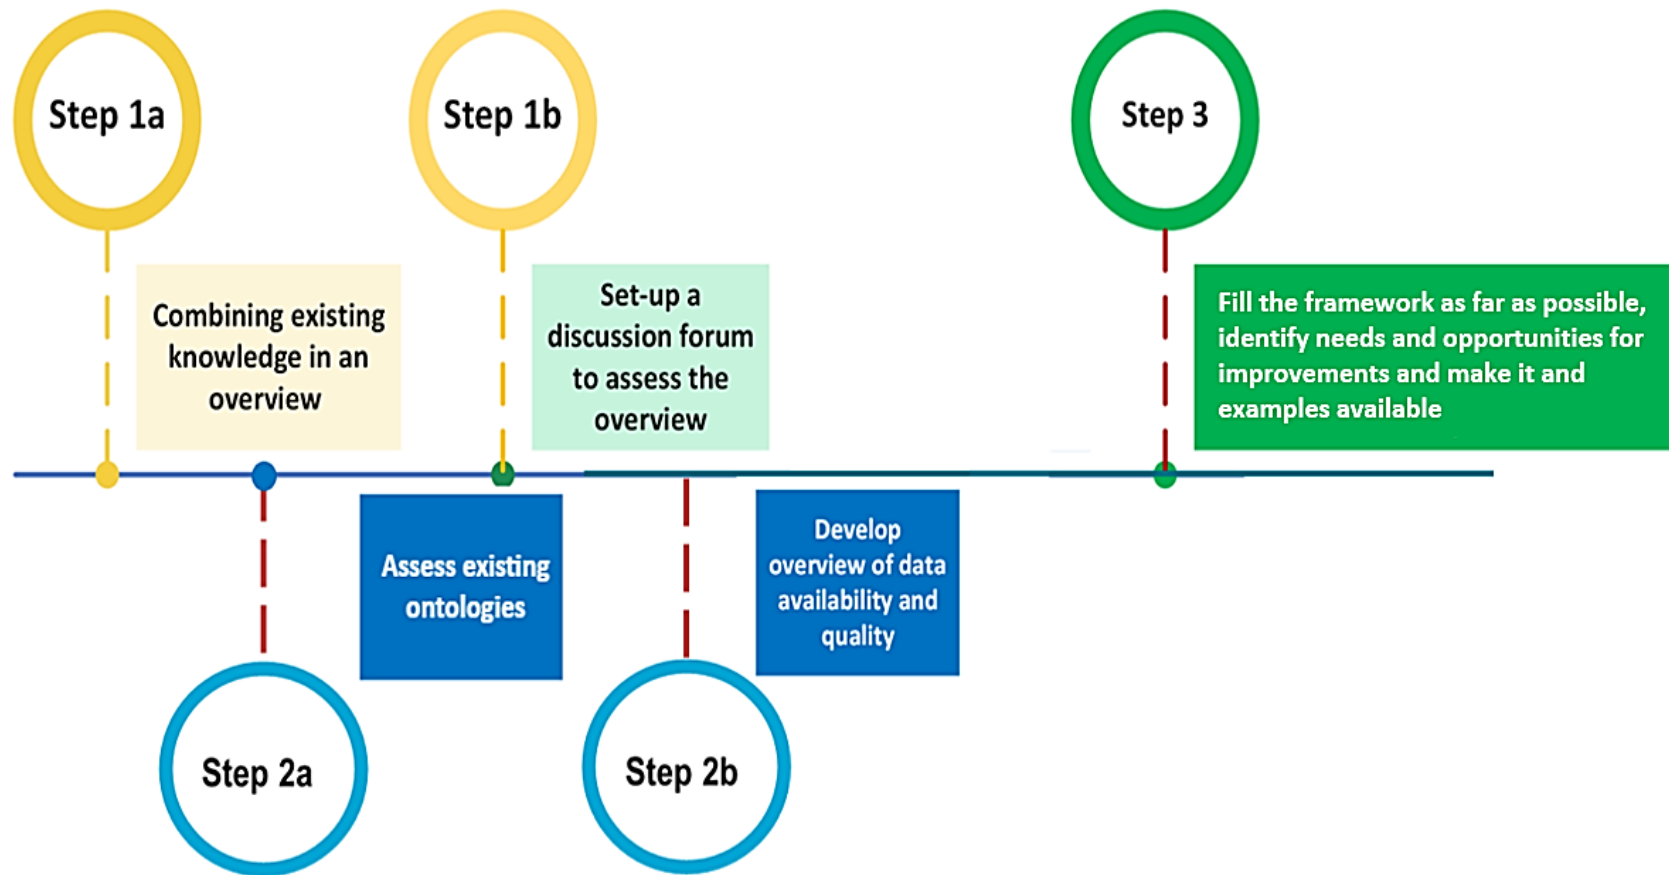 Step 1a
Step 1b
Step 3
Combining existing
knowledge in an
overview
Set-up a
discussion forum
to assess the
overview
Fill the framework as far as possible,
identify needs and opportunities for
improvements and make it and
examples available
Assess existing
ontologies
Develop
overview of data
availability and
quality
Step 2a
Step 2b